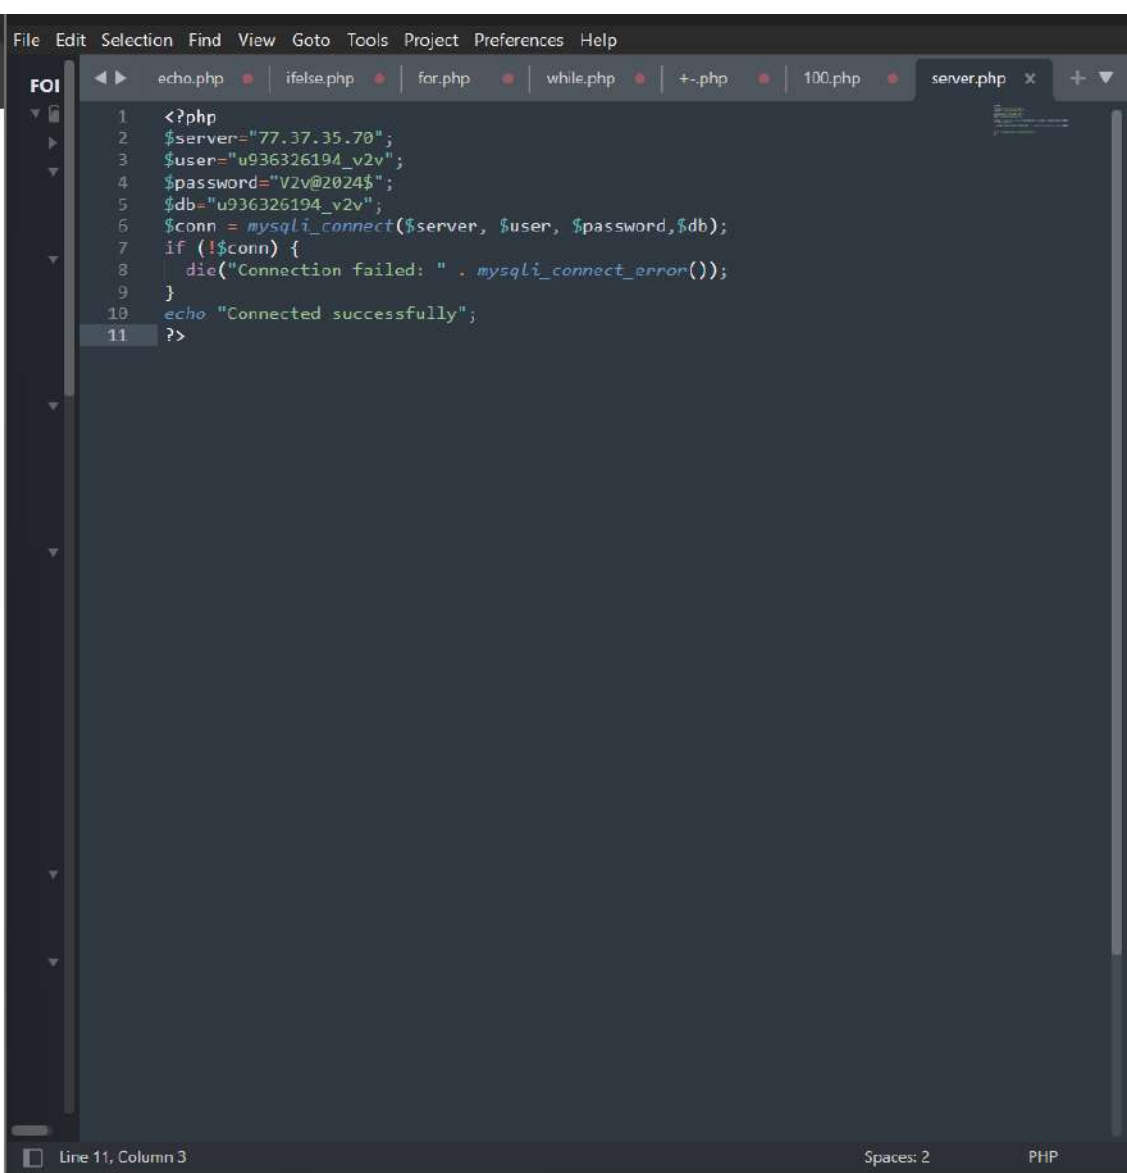 File Edit Selection Find View Goto Tools Project Preferences Help
FOI
echo.php ifelse.php for.php while.php +-.php 100.php server.php
1 <?php
2 $server="77.37.35.70";
3 $user="u936326194_v2v";
4 $password="V2v@2024$";
5 $db="u936326194_v2v";
6 $conn = mysqli_connect($server, $user, $password,$db);
7 if (!$conn) {
8   die("Connection failed: " . mysqli_connect_error());
9 }
10 echo "Connected successfully";
11 ?>
Line 11, Column 3 Spaces: 2 PHP